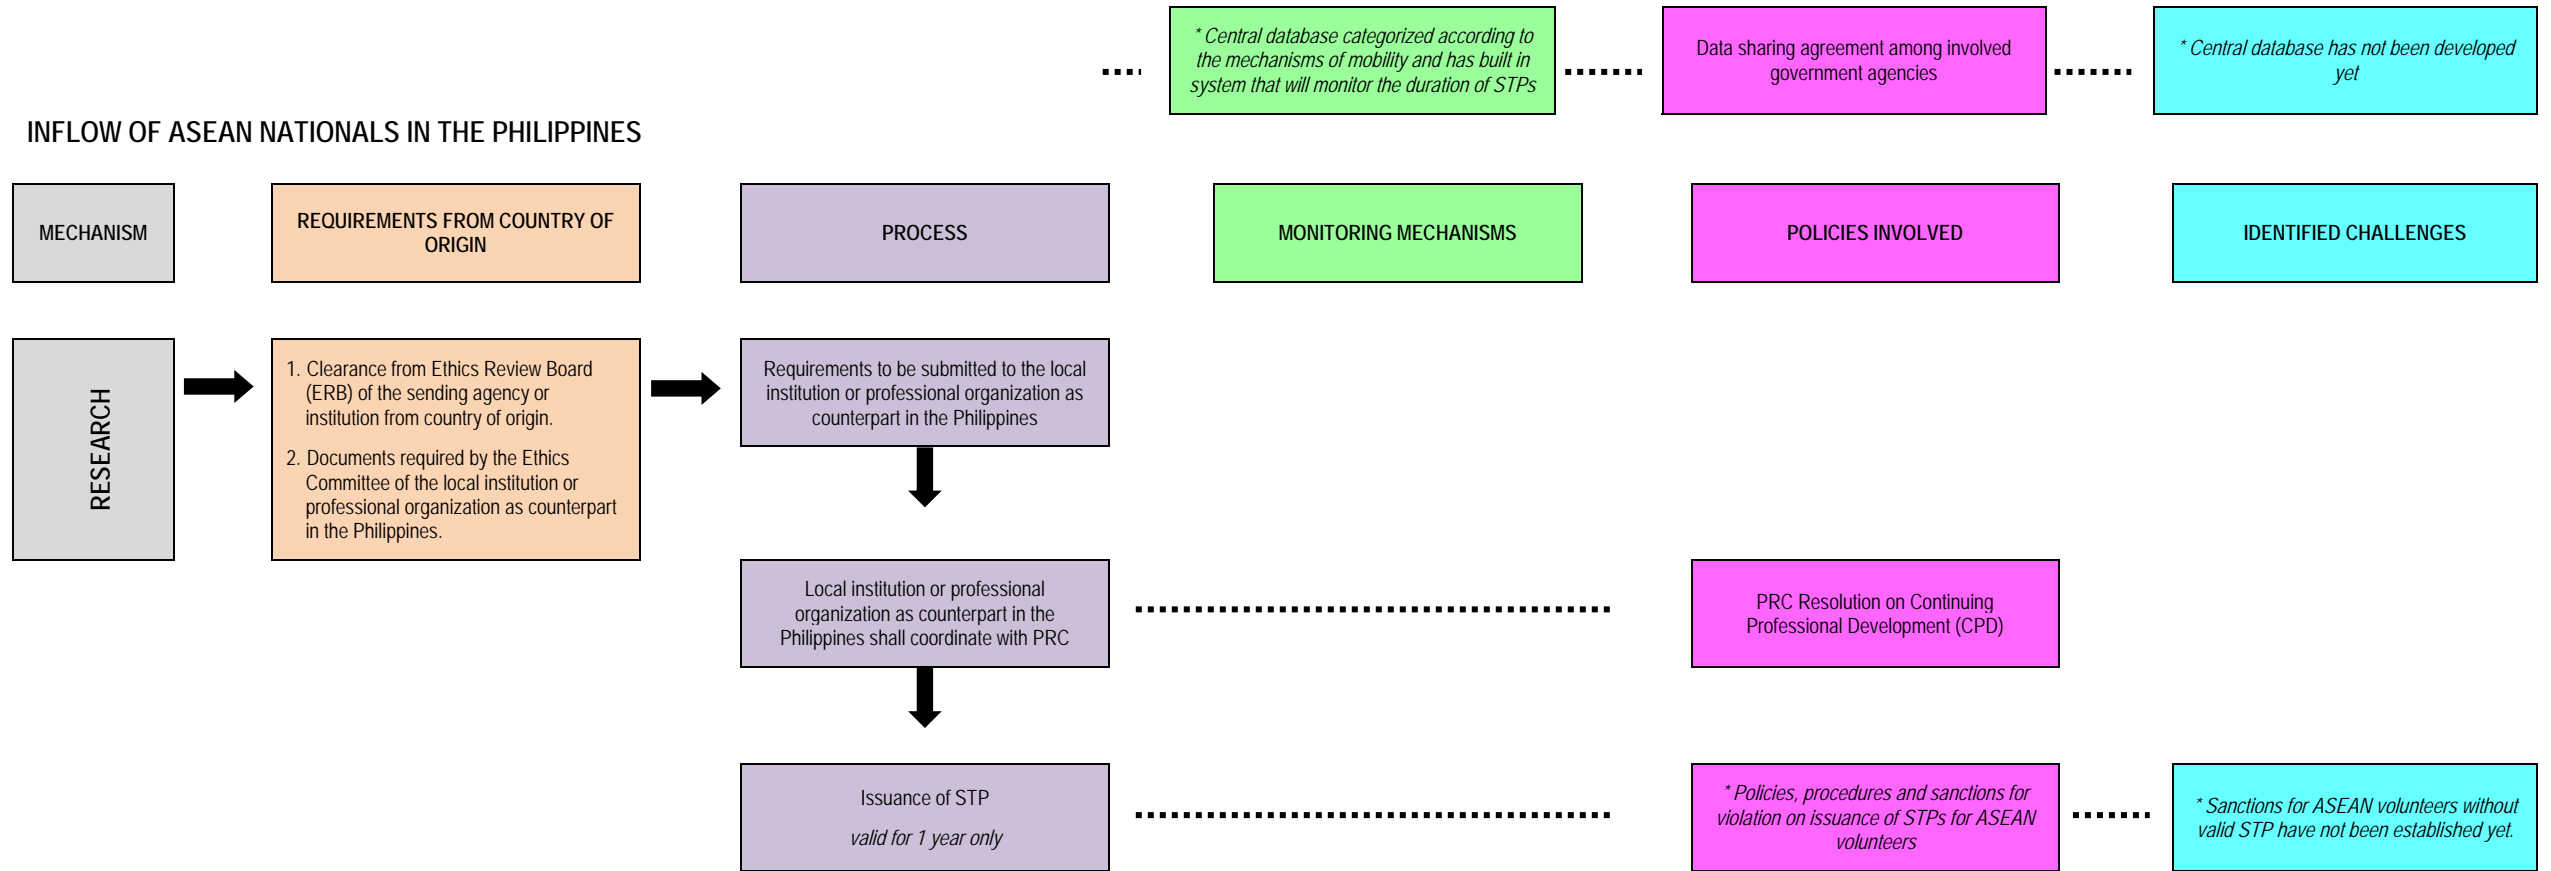 * Central database categorized according to
the mechanisms of mobility and has built in
system that will monitor the duration of STPs
Data sharing agreement among involved
government agencies
* Central database has not been developed
yet
INFLOW OF ASEAN NATIONALS IN THE PHILIPPINES
MECHANISM
REQUIREMENTS FROM COUNTRY OF
ORIGIN
PROCESS
MONITORING MECHANISMS
POLICIES INVOLVED
IDENTIFIED CHALLENGES
RESEARCH
1. Clearance from Ethics Review Board
(ERB) of the sending agency or
institution from country of origin.
2. Documents required by the Ethics
Committee of the local institution or
professional organization as counterpart
in the Philippines.
Requirements to be submitted to the local
institution or professional organization as
counterpart in the Philippines
Local institution or professional
organization as counterpart in the
Philippines shall coordinate with PRC
PRC Resolution on Continuing
Professional Development (CPD)
Issuance of STP
valid for 1 year only
* Policies, procedures and sanctions for
violation on issuance of STPs for ASEAN
volunteers
* Sanctions for ASEAN volunteers without
valid STP have not been established yet.